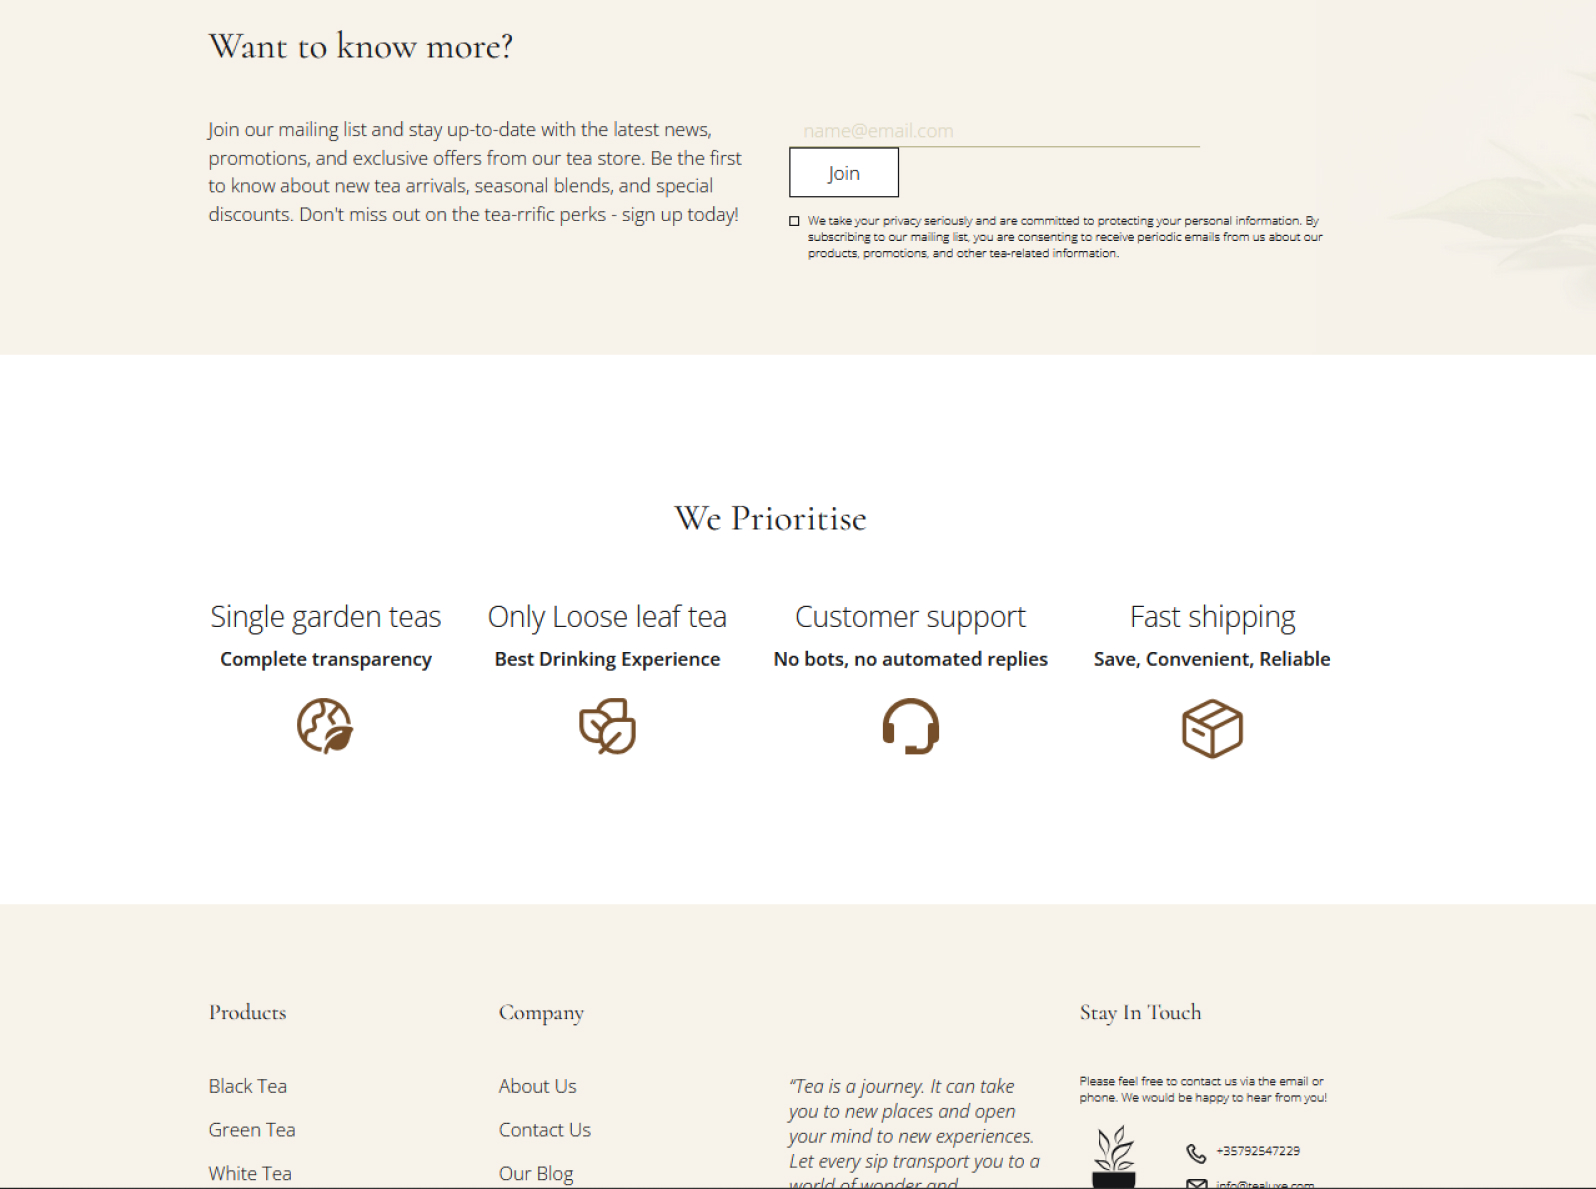 Want to know more?
Join our mailing list and stay up-to-date with the latest news,
promotions, and exclusive offers from our tea store. Be the first
to know about new tea arrivals, seasonal blends, and special
discounts. Don't miss out on the tea-rrific perks - sign up today!
name@email.com
Join
We take your privacy seriously and are committed to protecting your personal information. By
subscribing to our mailing list, you are consenting to receive periodic emails from us about our
products, promotions, and other tea-related information.
We Prioritise
Single garden teas
Complete transparency
Only Loose leaf tea
Best Drinking Experience
Customer support
No bots, no automated replies
Fast shipping
Save, Convenient, Reliable
Products
Black Tea
Green Tea
White Tea
Company
About Us
Contact Us
Our Blog
“Tea is a journey. It can take
you to new places and open
your mind to new experiences.
Let every sip transport you to a
world of wonder and
Stay In Touch
Please feel free to contact us via the email or
phone. We would be happy to hear from you!
+35792547229
info@tealuxe.com